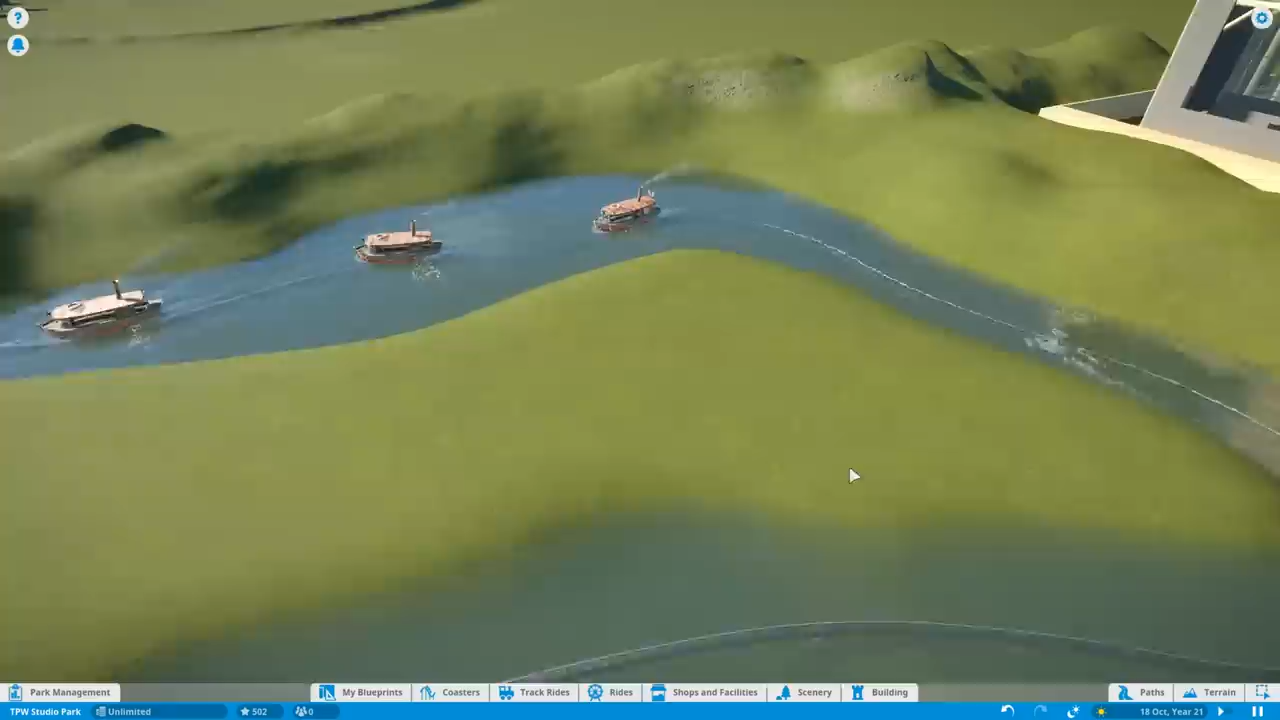 ?
Park Management
My Blueprints
Coasters
Track Rides
Rides
Shops and Facilities
Scenery
Building
Paths
Terrain
TPW Studio Park
Unlimited
502
0
18 Oct, Year 21